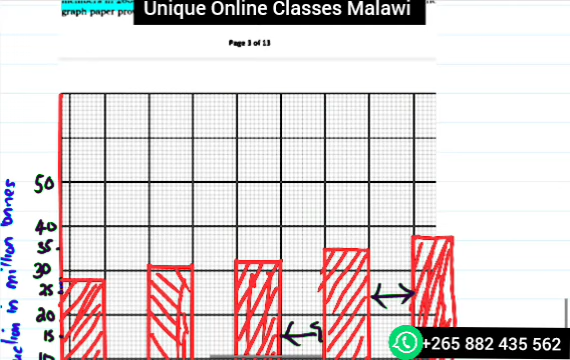 Unique Online Classes Malawi
graph paper pro
Page 3 of 13
50
40
35
30
25
20
15
10
in million tonnes
+265 882 435 562